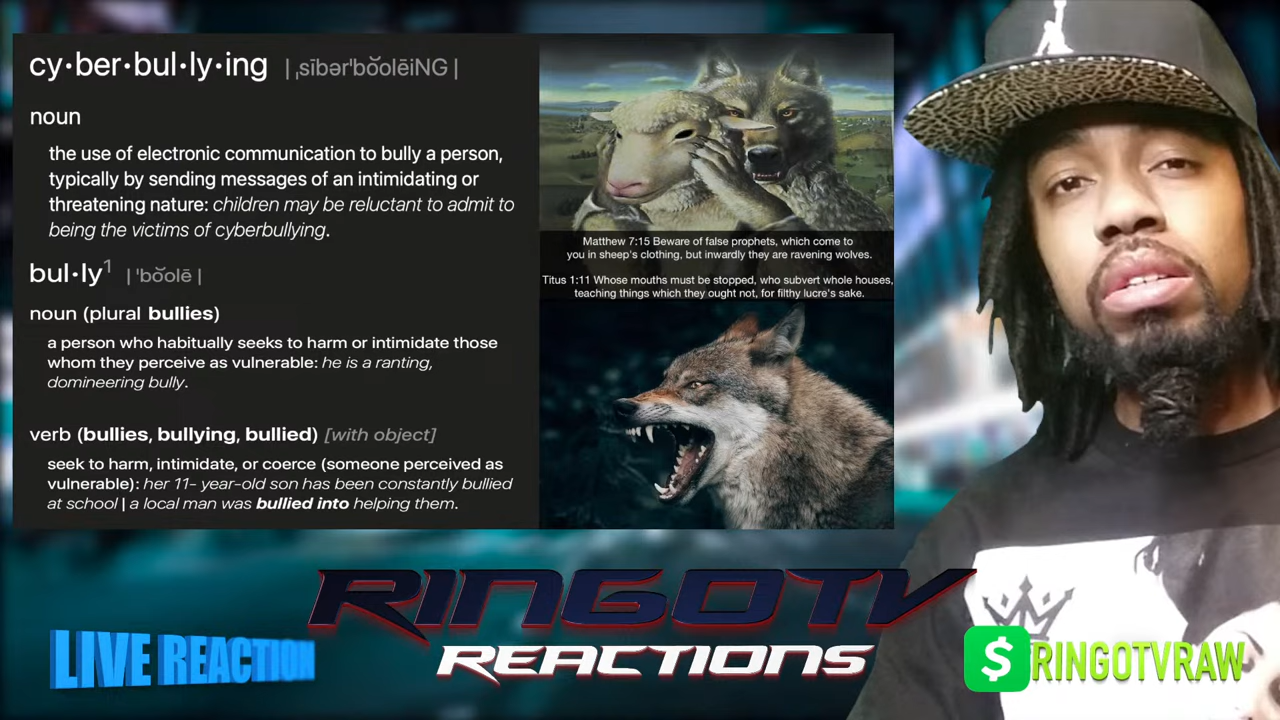 cy•ber•bul•ly•ing | ˌsībərˈbo͝olēiNG |
noun
the use of electronic communication to bully a person,
typically by sending messages of an intimidating or
threatening nature: children may be reluctant to admit to
being the victims of cyberbullying.
bul•ly1 | ˈbo͝olē |
noun (plural bullies)
a person who habitually seeks to harm or intimidate those
whom they perceive as vulnerable: he is a ranting,
domineering bully.
verb (bullies, bullying, bullied) [with object]
seek to harm, intimidate, or coerce (someone perceived as
vulnerable): her 11- year-old son has been constantly bullied
at school | a local man was bullied into helping them.
Matthew 7:15 Beware of false prophets, which come to
you in sheep's clothing, but inwardly they are ravening wolves.
Titus 1:11 Whose mouths must be stopped, who subvert whole houses,
teaching things which they ought not, for filthy lucre's sake.
RINGOTV
REACTIONS
LIVE REACTION
$RINGOTVRAW